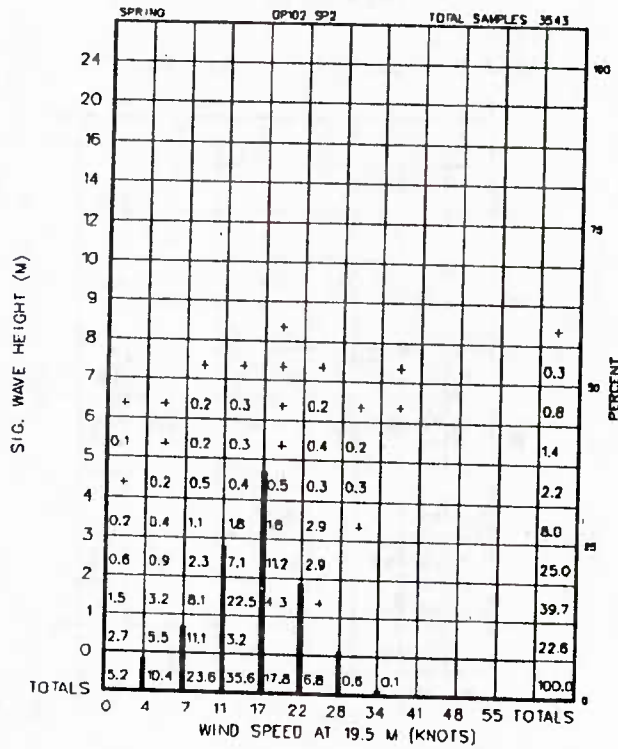 SPRING OP102 SP2 TOTAL SAMPLES 3543
SIG. WAVE HEIGHT (M)
24
100
20
16
14
12
75
10
9
8
+ +
7
+ + + + + 0.3
50
PERCENT
6
+ + 0.2 0.3 + 0.2 + + 0.8
5
0.1 + 0.2 0.3 + 0.4 0.2 1.4
4
+ 0.2 0.5 0.4 0.5 0.3 0.3 2.2
3
0.2 0.4 1.1 1.8 2.9 + 8.0
25
2
0.6 0.9 2.3 7.1 11.2 2.9 25.0
1
1.5 3.2 8.1 22.5 4.3 + 39.7
0
2.7 5.5 11.1 3.2 22.6
TOTALS 5.2 10.4 23.6 35.6 17.8 6.8 0.6 0.1 100.0
0
0 4 7 11 17 22 28 34 41 48 55 TOTALS
WIND SPEED AT 19.5 M (KNOTS)